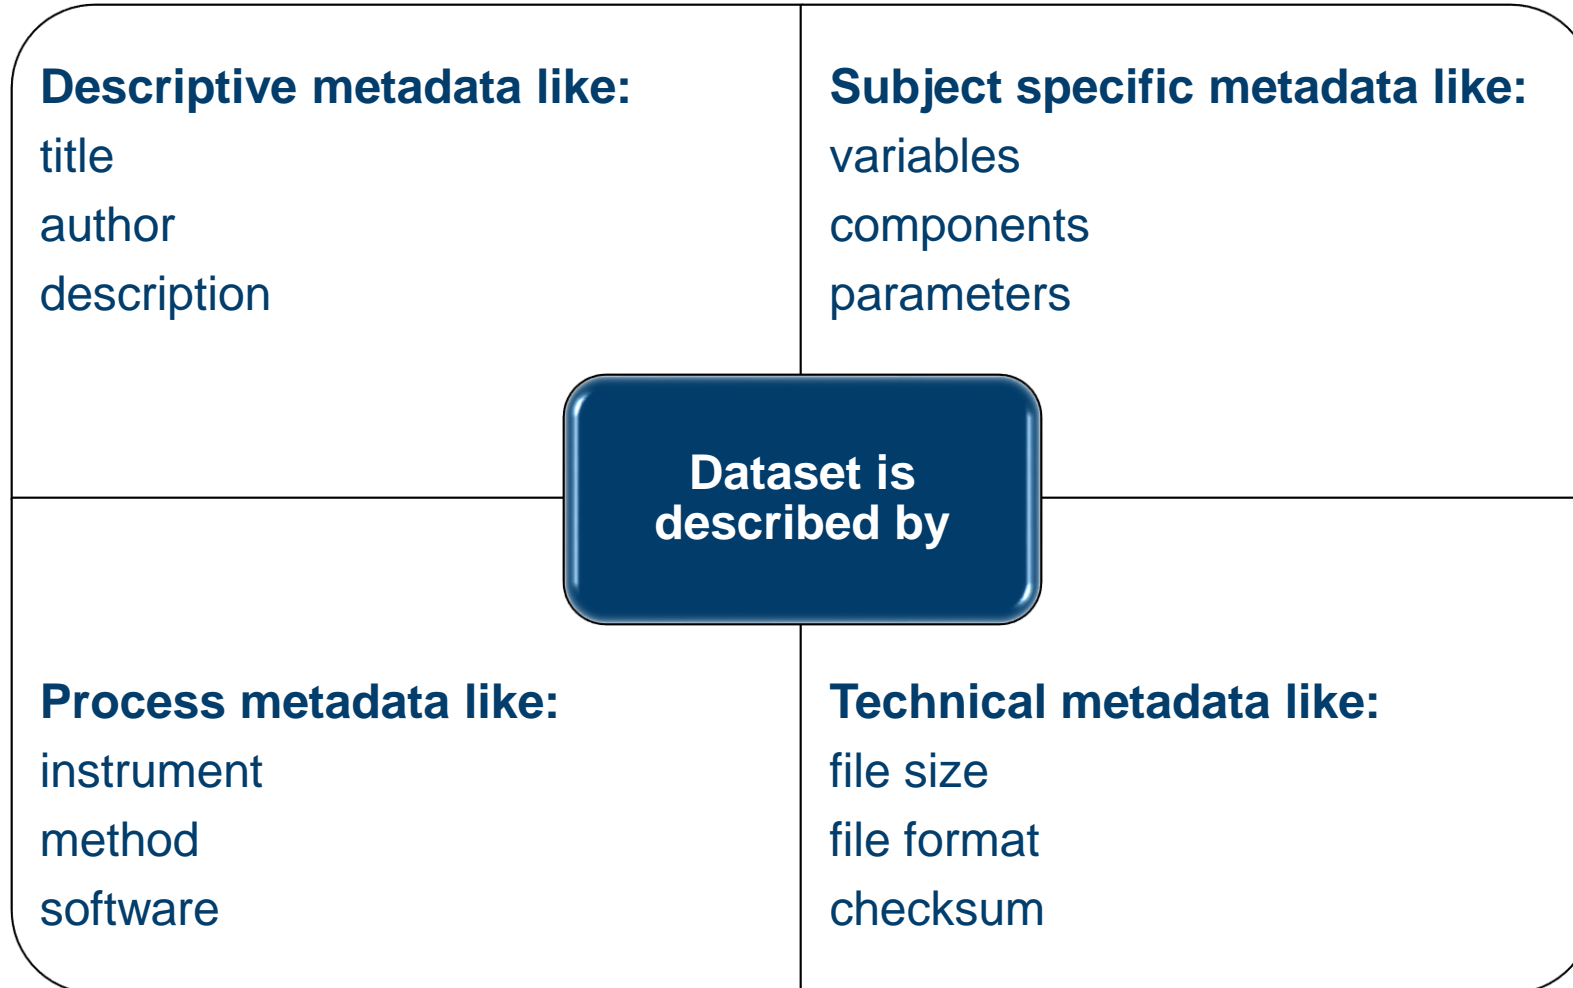 Descriptive metadata like:
title
author
description
Subject specific metadata like:
variables
components
parameters
Dataset is
described by
Process metadata like:
instrument
method
software
Technical metadata like:
file size
file format
checksum